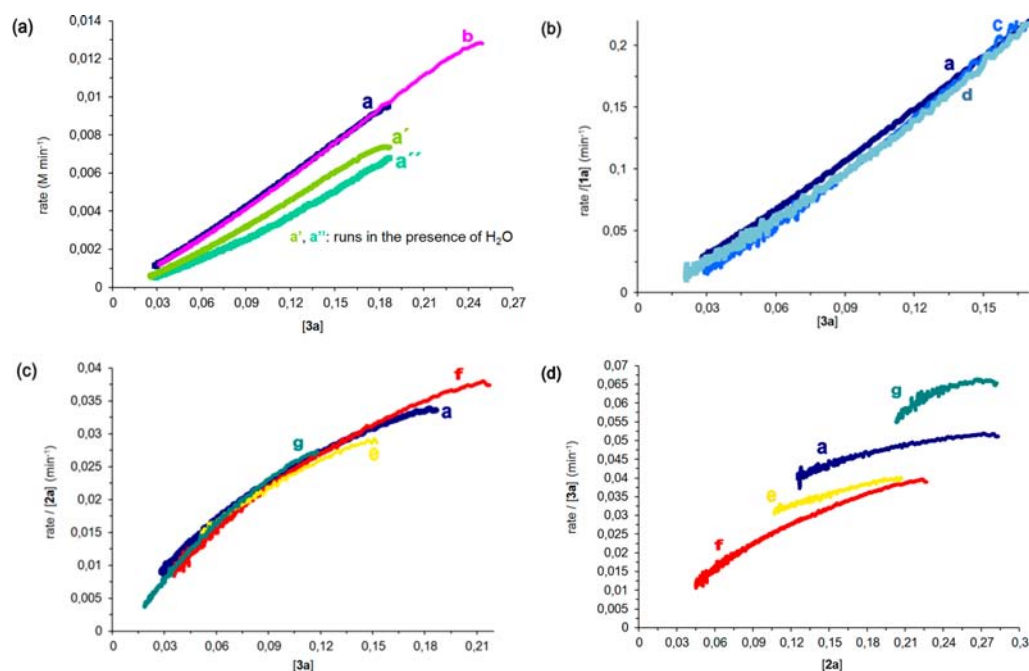 (a)
rate (M min⁻¹)
0,014
0,012
0,01
0,008
0,006
0,004
0,002
0
b
a
a´
a´´
a´, a´´: runs in the presence of H₂O
0
0,03
0,06
0,09
0,12
0,15
0,18
0,21
0,24
0,27
[3a]
(b)
rate /[1a] (min⁻¹)
0,2
0,15
0,1
0,05
0
c
a
d
0
0,03
0,06
0,09
0,12
0,15
[3a]
(c)
rate / [2a] (min⁻¹)
0,04
0,035
0,03
0,025
0,02
0,015
0,01
0,005
0
f
a
g
e
0
0,03
0,06
0,09
0,12
0,15
0,18
0,21
[3a]
(d)
rate / [3a] (min⁻¹)
0,07
0,065
0,06
0,055
0,05
0,045
0,04
0,035
0,03
0,025
0,02
0,015
0,01
0,005
0
g
a
e
f
0
0,03
0,06
0,09
0,12
0,15
0,18
0,21
0,24
0,27
0,3
[2a]